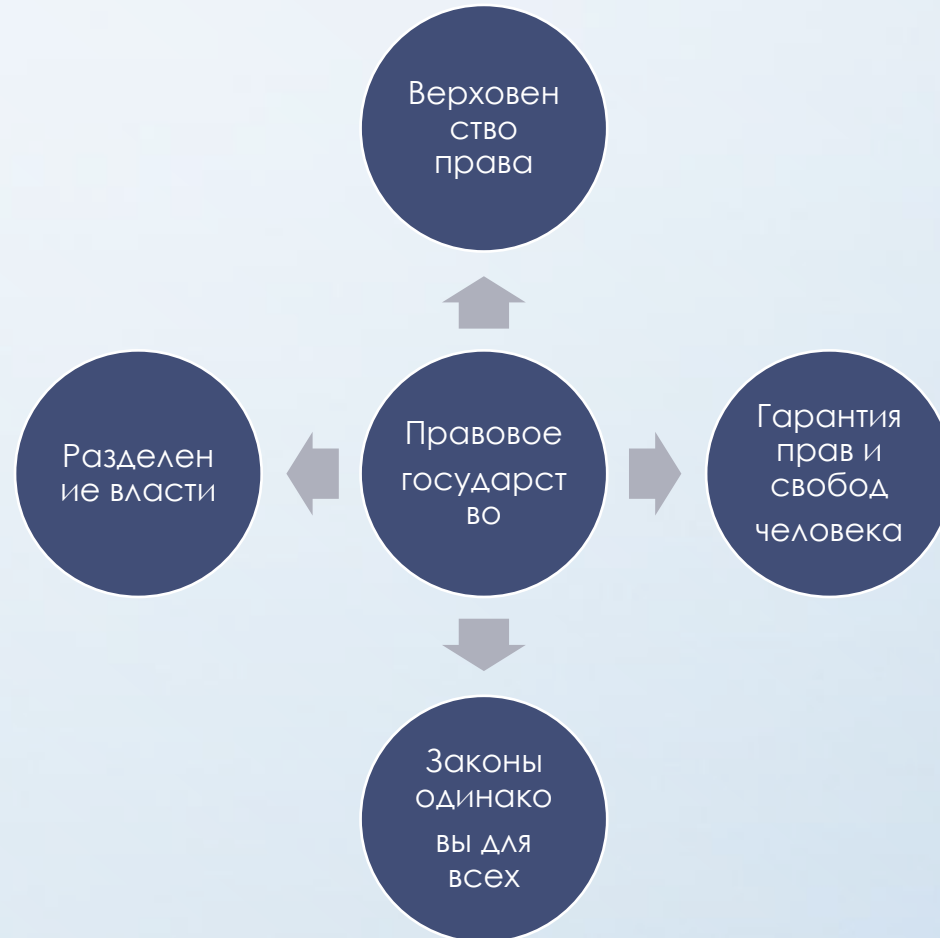 Верховен
ство
права
Разделен
ие власти
Правовое
государст
во
Гарантия
прав и
свобод
человека
Законы
одинако
вы для
всех